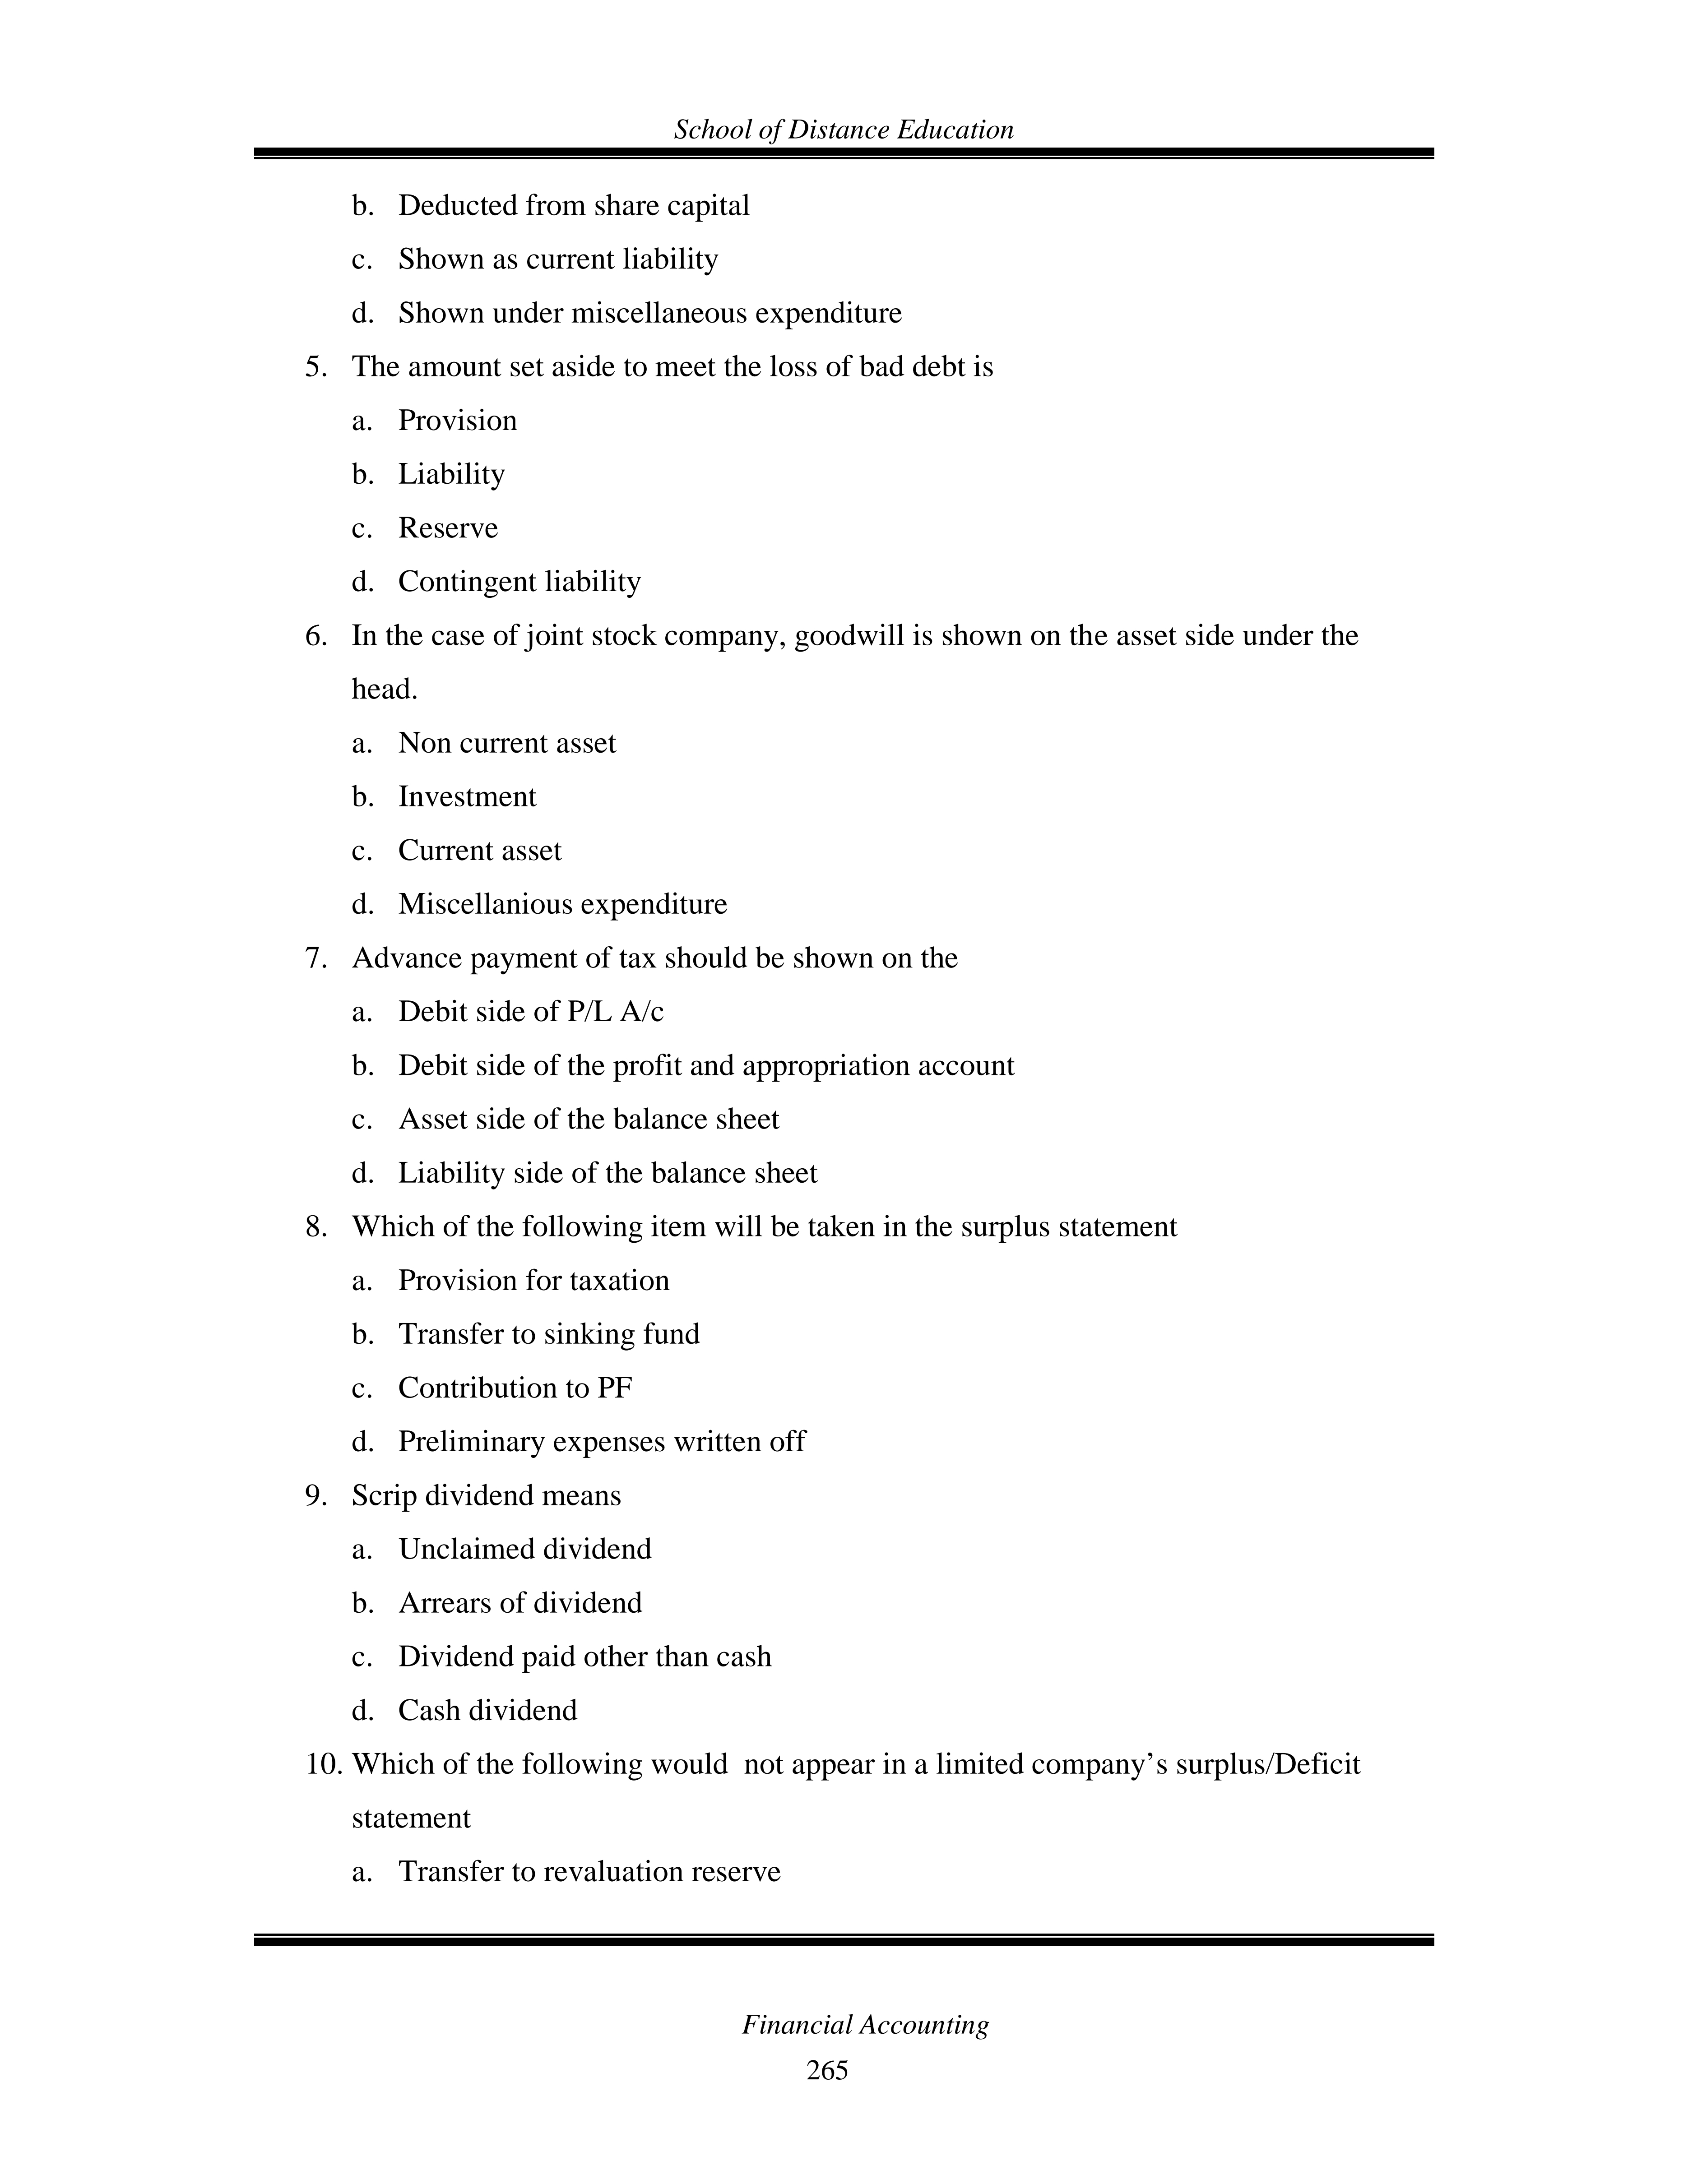 School of Distance Education
b. Deducted from share capital
c. Shown as current liability
d. Shown under miscellaneous expenditure
5. The amount set aside to meet the loss of bad debt is
a. Provision
b. Liability
c. Reserve
d. Contingent liability
6. In the case of joint stock company, goodwill is shown on the asset side under the
head.
a. Non current asset
b. Investment
c. Current asset
d. Miscellanious expenditure
7. Advance payment of tax should be shown on the
a. Debit side of P/L A/c
b. Debit side of the profit and appropriation account
c. Asset side of the balance sheet
d. Liability side of the balance sheet
8. Which of the following item will be taken in the surplus statement
a. Provision for taxation
b. Transfer to sinking fund
c. Contribution to PF
d. Preliminary expenses written off
9. Scrip dividend means
a. Unclaimed dividend
b. Arrears of dividend
c. Dividend paid other than cash
d. Cash dividend
10. Which of the following would  not appear in a limited company’s surplus/Deficit
statement
a. Transfer to revaluation reserve
Financial Accounting
265